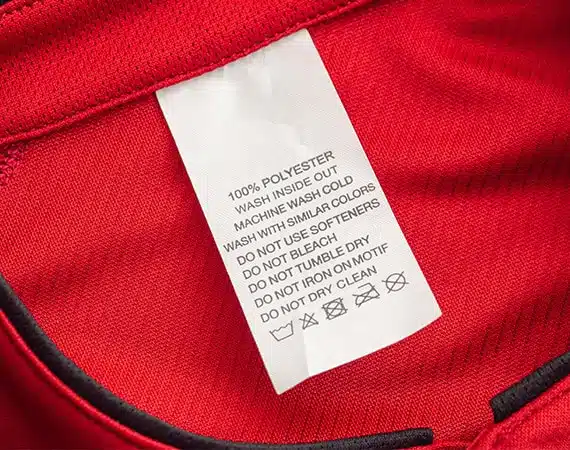 100% POLYESTER
WASH INSIDE OUT
MACHINE WASH COLD
WASH WITH SIMILAR COLORS
DO NOT USE SOFTENERS
DO NOT BLEACH
DO NOT TUMBLE DRY
DO NOT IRON ON MOTIF
DO NOT DRY CLEAN